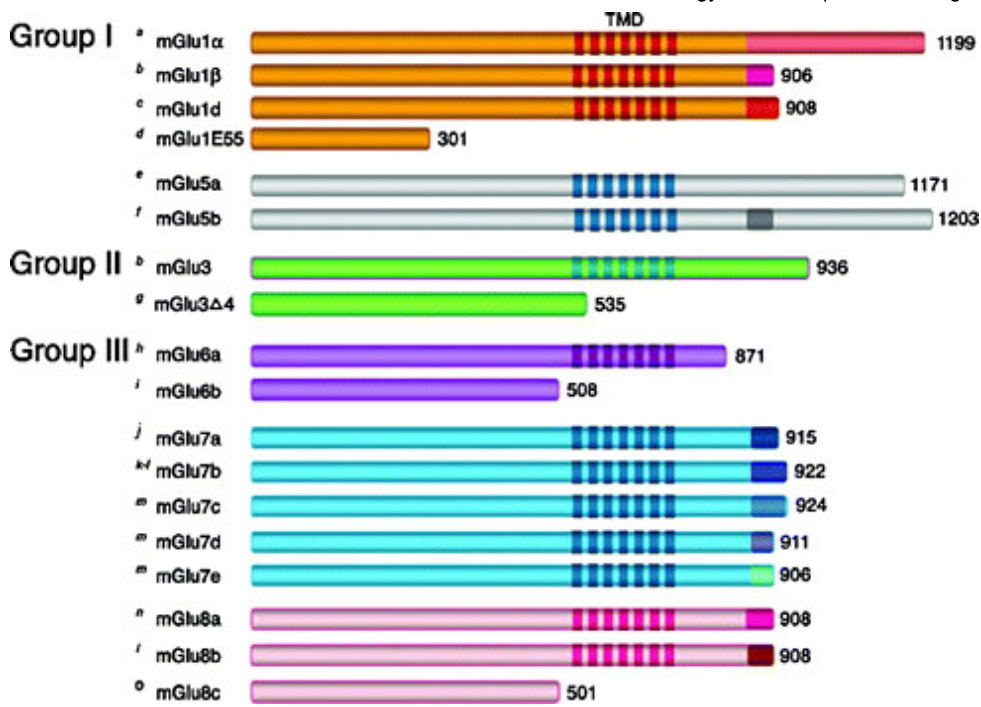 TMD
Group I a mGlu1α 1199
b mGlu1β 906
c mGlu1d 908
d mGlu1E55 301
e mGlu5a 1171
f mGlu5b 1203
Group II b mGlu3 936
g mGlu3Δ4 535
Group III h mGlu6a 871
i mGlu6b 508
j mGlu7a 915
k-l mGlu7b 922
m mGlu7c 924
m mGlu7d 911
m mGlu7e 906
n mGlu8a 908
mGlu8b 908
o mGlu8c 501